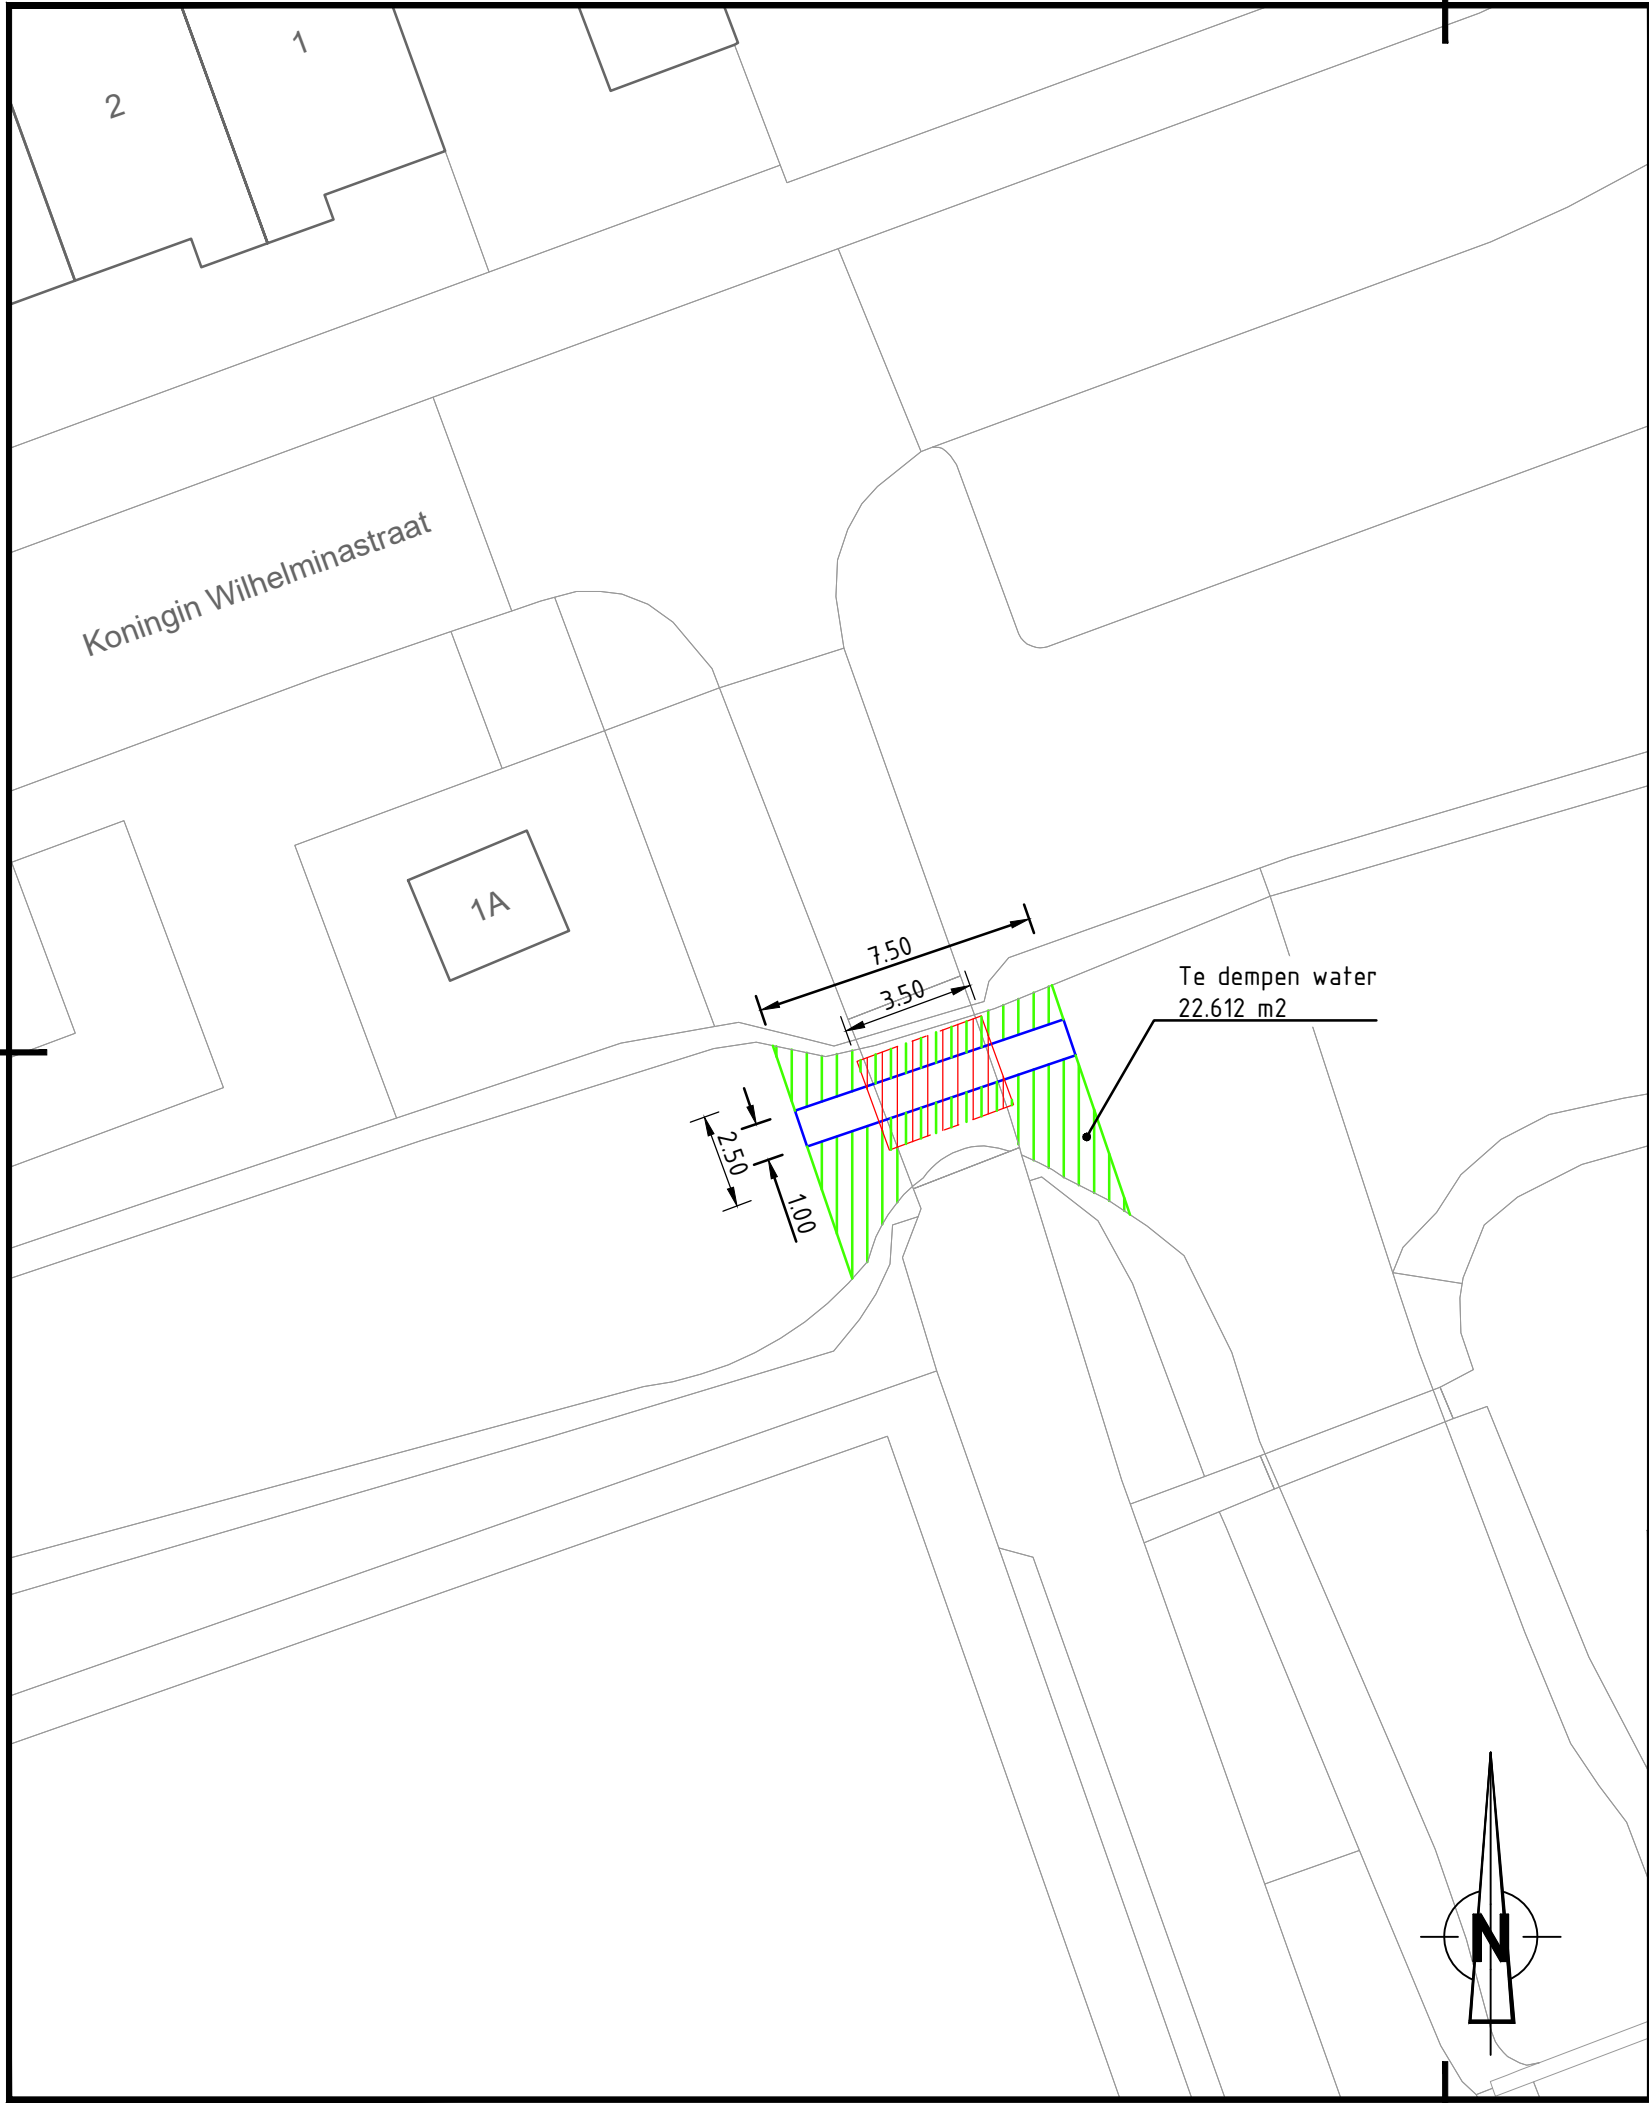 1
2
Koningin Wilhelminastraat
1A
7.50
3.50
Te dempen water
22.612 m2
2.50
1.00
N